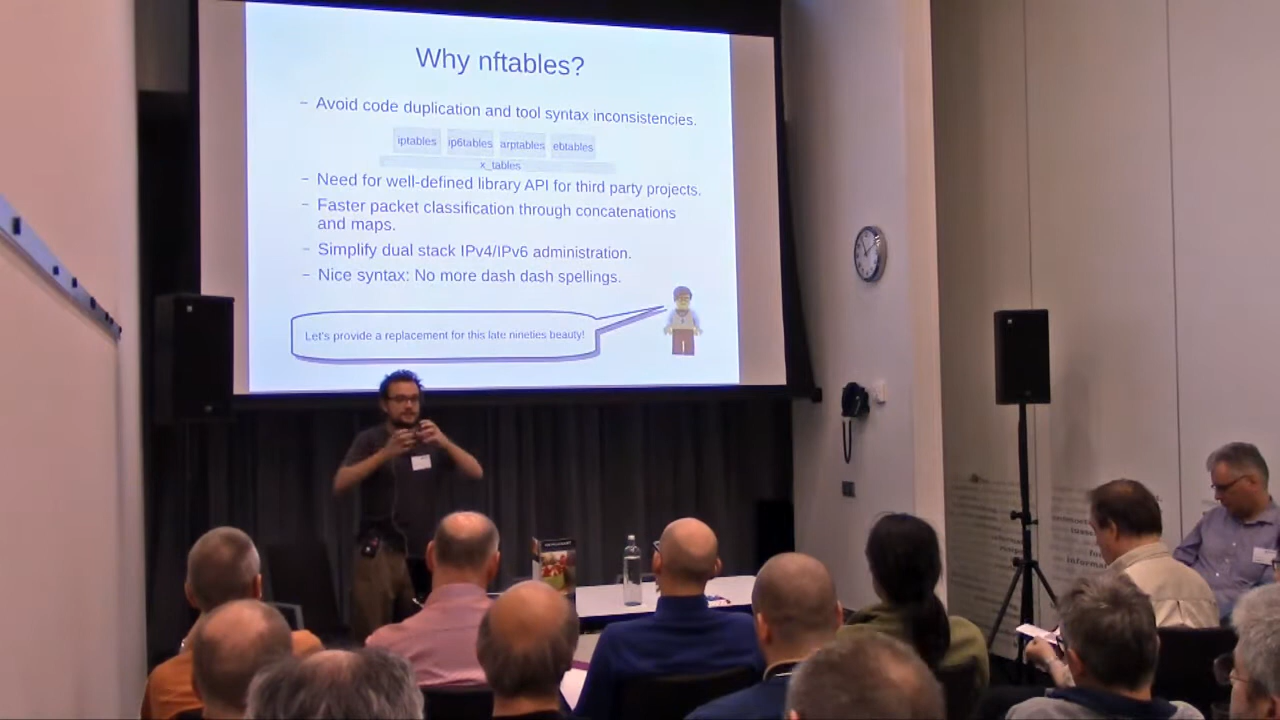 Why nftables?
– Avoid code duplication and tool syntax inconsistencies.
iptables ip6tables arptables ebtables
x_tables
– Need for well-defined library API for third party projects.
– Faster packet classification through concatenations
and maps.
– Simplify dual stack IPv4/IPv6 administration.
– Nice syntax: No more dash dash spellings.
Let's provide a replacement for this late nineties beauty!